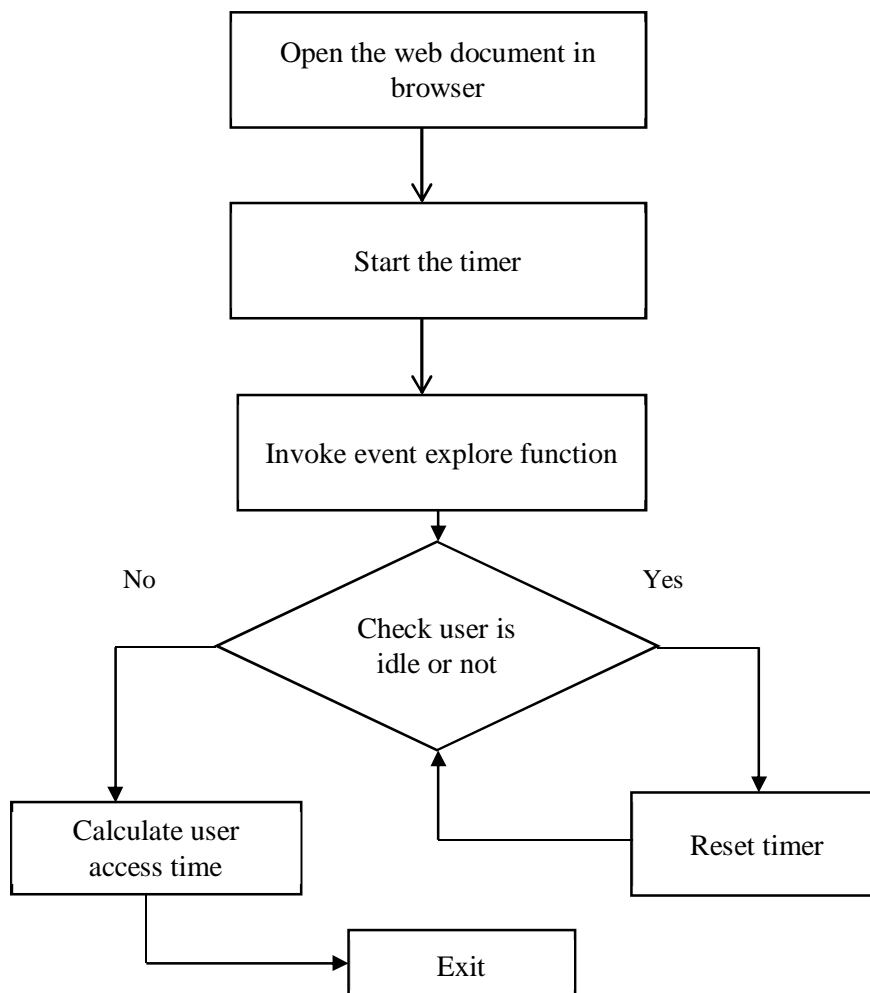 Open the web document in
browser
Start the timer
Invoke event explore function
No
Yes
Check user is
idle or not
Calculate user
access time
Reset timer
Exit